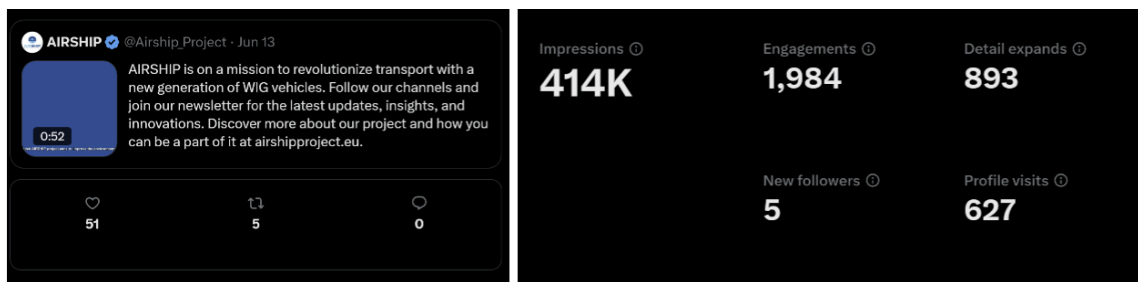 AIRSHIP @Airship_Project · Jun 13
AIRSHIP is on a mission to revolutionize transport with a
new generation of WIG vehicles. Follow our channels and
join our newsletter for the latest updates, insights, and
innovations. Discover more about our project and how you
can be a part of it at airshipproject.eu.
0:52
51 5 0
Impressions Engagements Detail expands
414K 1,984 893
New followers Profile visits
5 627